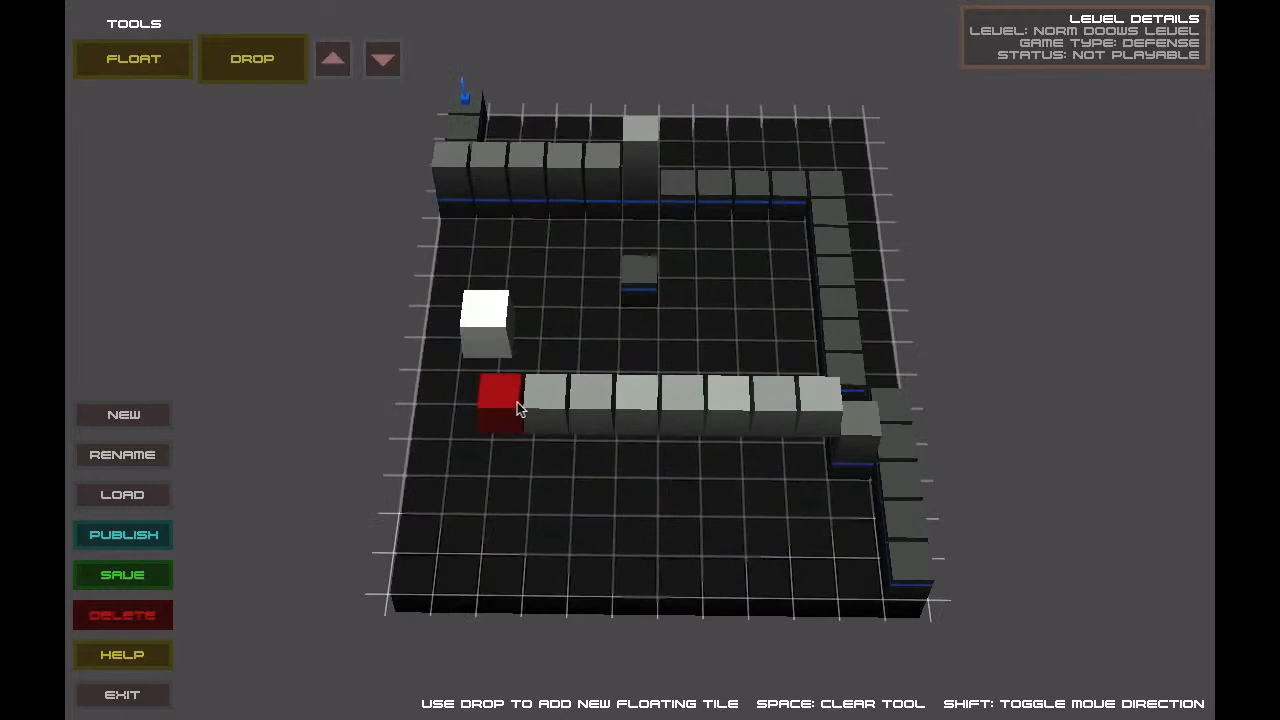 TOOLS
FLOAT
DROP
LEVEL DETAILS
LEVEL: NORM DOOWS LEVEL
GAME TYPE: DEFENSE
STATUS: NOT PLAYABLE
NEW
RENAME
LOAD
PUBLISH
SAVE
DELETE
HELP
EXIT
USE DROP TO ADD NEW FLOATING TILE SPACE: CLEAR TOOL SHIFT: TOGGLE MOVE DIRECTION